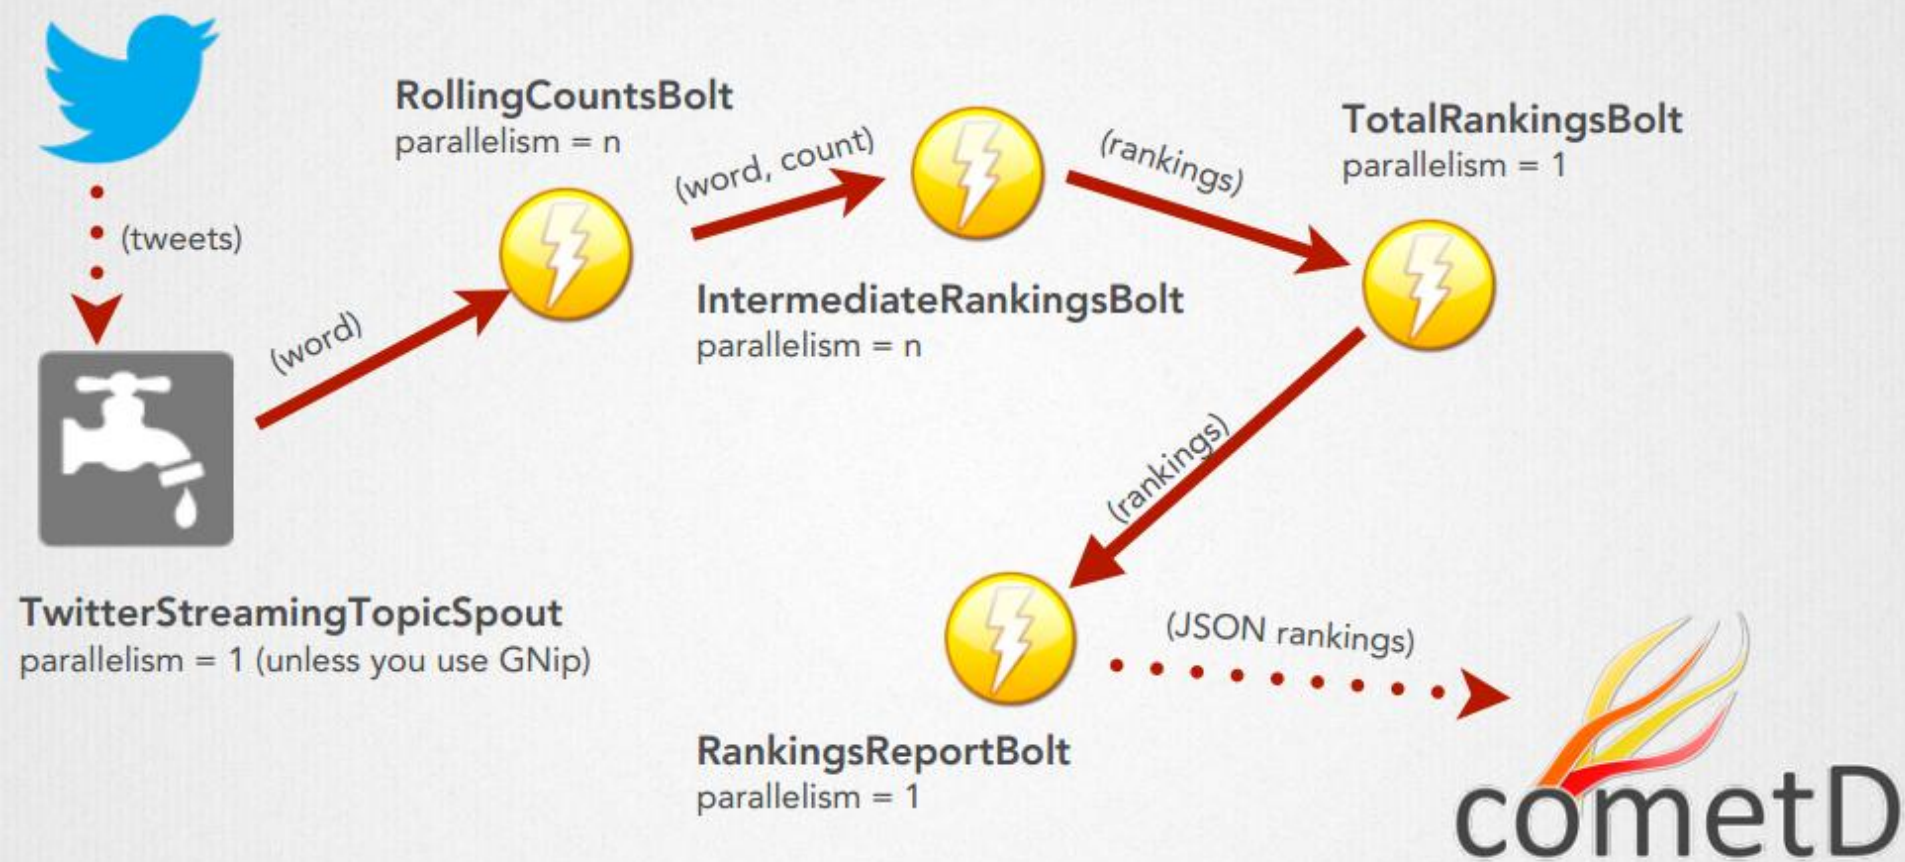 RollingCountsBolt
parallelism = n
(word, count)
(rankings)
TotalRankingsBolt
parallelism = 1
(tweets)
(word)
IntermediateRankingsBolt
parallelism = n
(rankings)
TwitterStreamingTopicSpout
parallelism = 1 (unless you use GNip)
(JSON rankings)
RankingsReportBolt
parallelism = 1
cometD